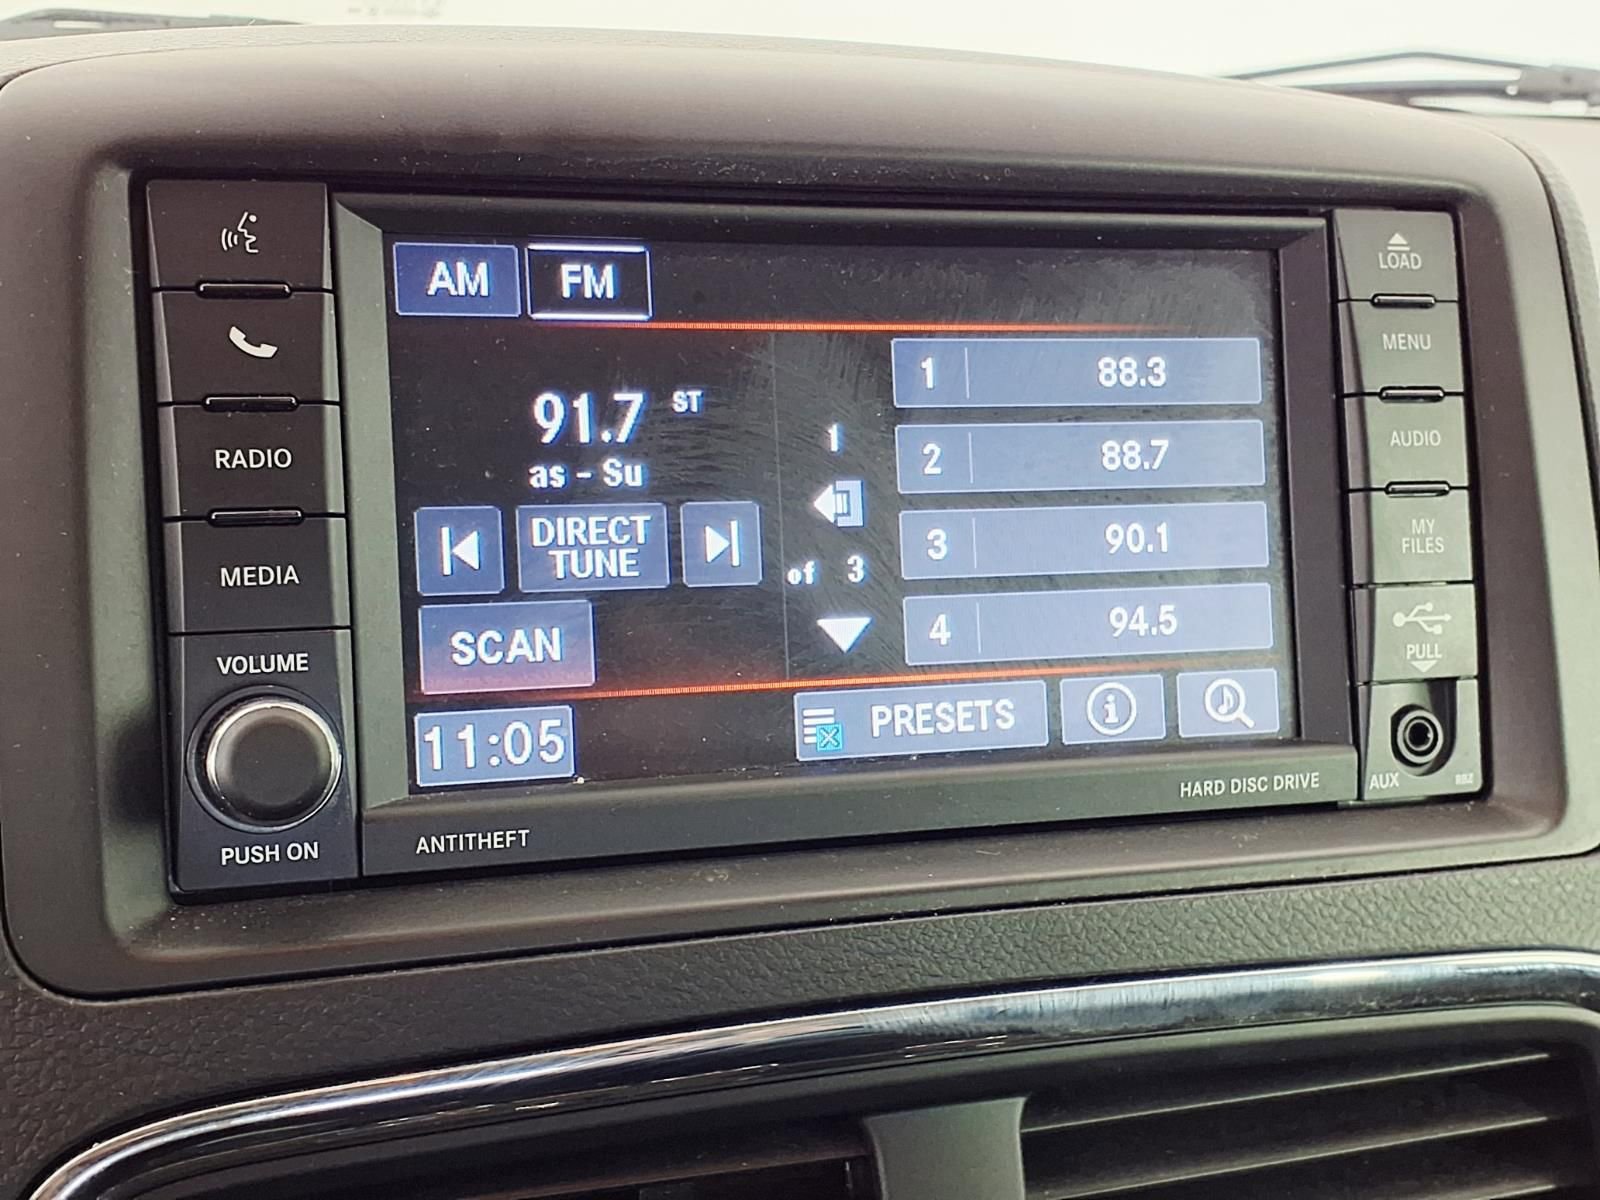 AM FM
91.7 ST
as - Su
DIRECT
TUNE
SCAN
11:05
1
of 3
1 88.3
2 88.7
3 90.1
4 94.5
PRESETS
i
RADIO
MEDIA
VOLUME
PUSH ON
ANTITHEFT
HARD DISC DRIVE
LOAD
MENU
AUDIO
MY
FILES
PULL
AUX RBZ